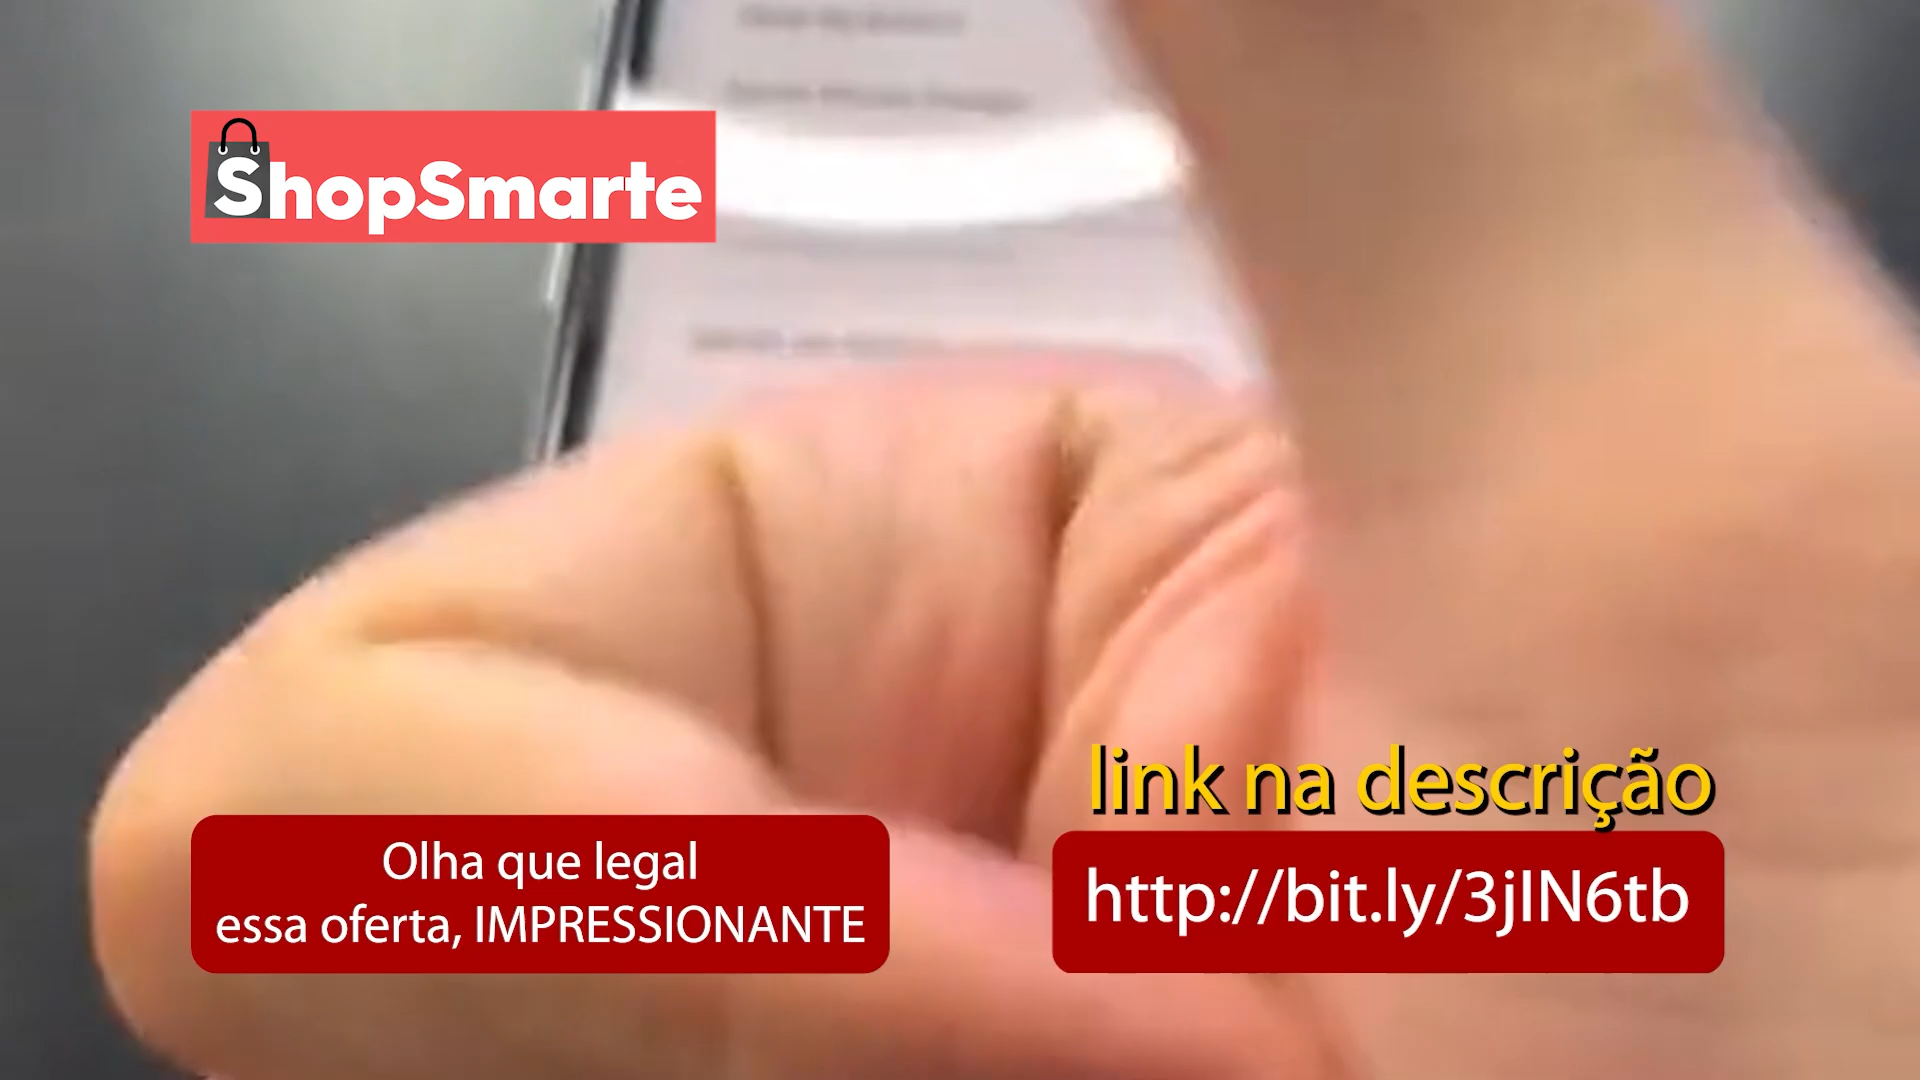 ShopSmarte
link na descrição
Olha que legal
essa oferta, IMPRESSIONANTE
http://bit.ly/3jIN6tb